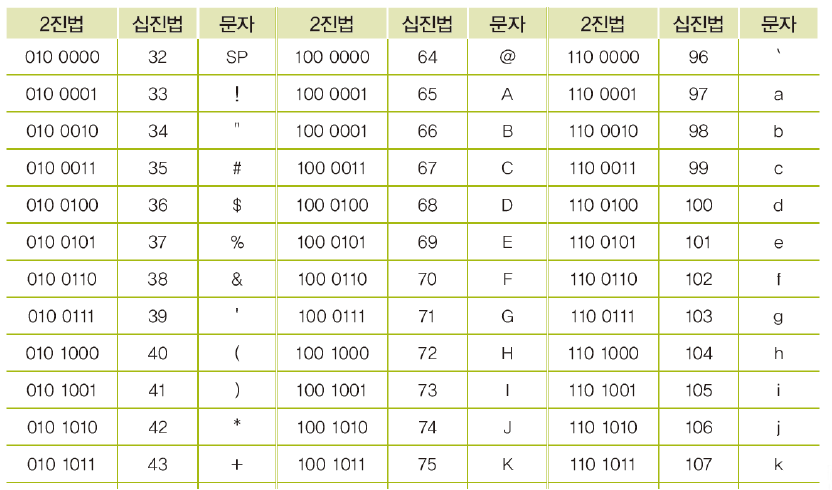 2진법 십진법 문자 2진법 십진법 문자 2진법 십진법 문자
010 0000 32 SP 100 0000 64 @ 110 0000 96 `
010 0001 33 ! 100 0001 65 A 110 0001 97 a
010 0010 34 " 100 0001 66 B 110 0010 98 b
010 0011 35 # 100 0011 67 C 110 0011 99 c
010 0100 36 $ 100 0100 68 D 110 0100 100 d
010 0101 37 % 100 0101 69 E 110 0101 101 e
010 0110 38 & 100 0110 70 F 110 0110 102 f
010 0111 39 ' 100 0111 71 G 110 0111 103 g
010 1000 40 ( 100 1000 72 H 110 1000 104 h
010 1001 41 ) 100 1001 73 I 110 1001 105 i
010 1010 42 * 100 1010 74 J 110 1010 106 j
010 1011 43 + 100 1011 75 K 110 1011 107 k